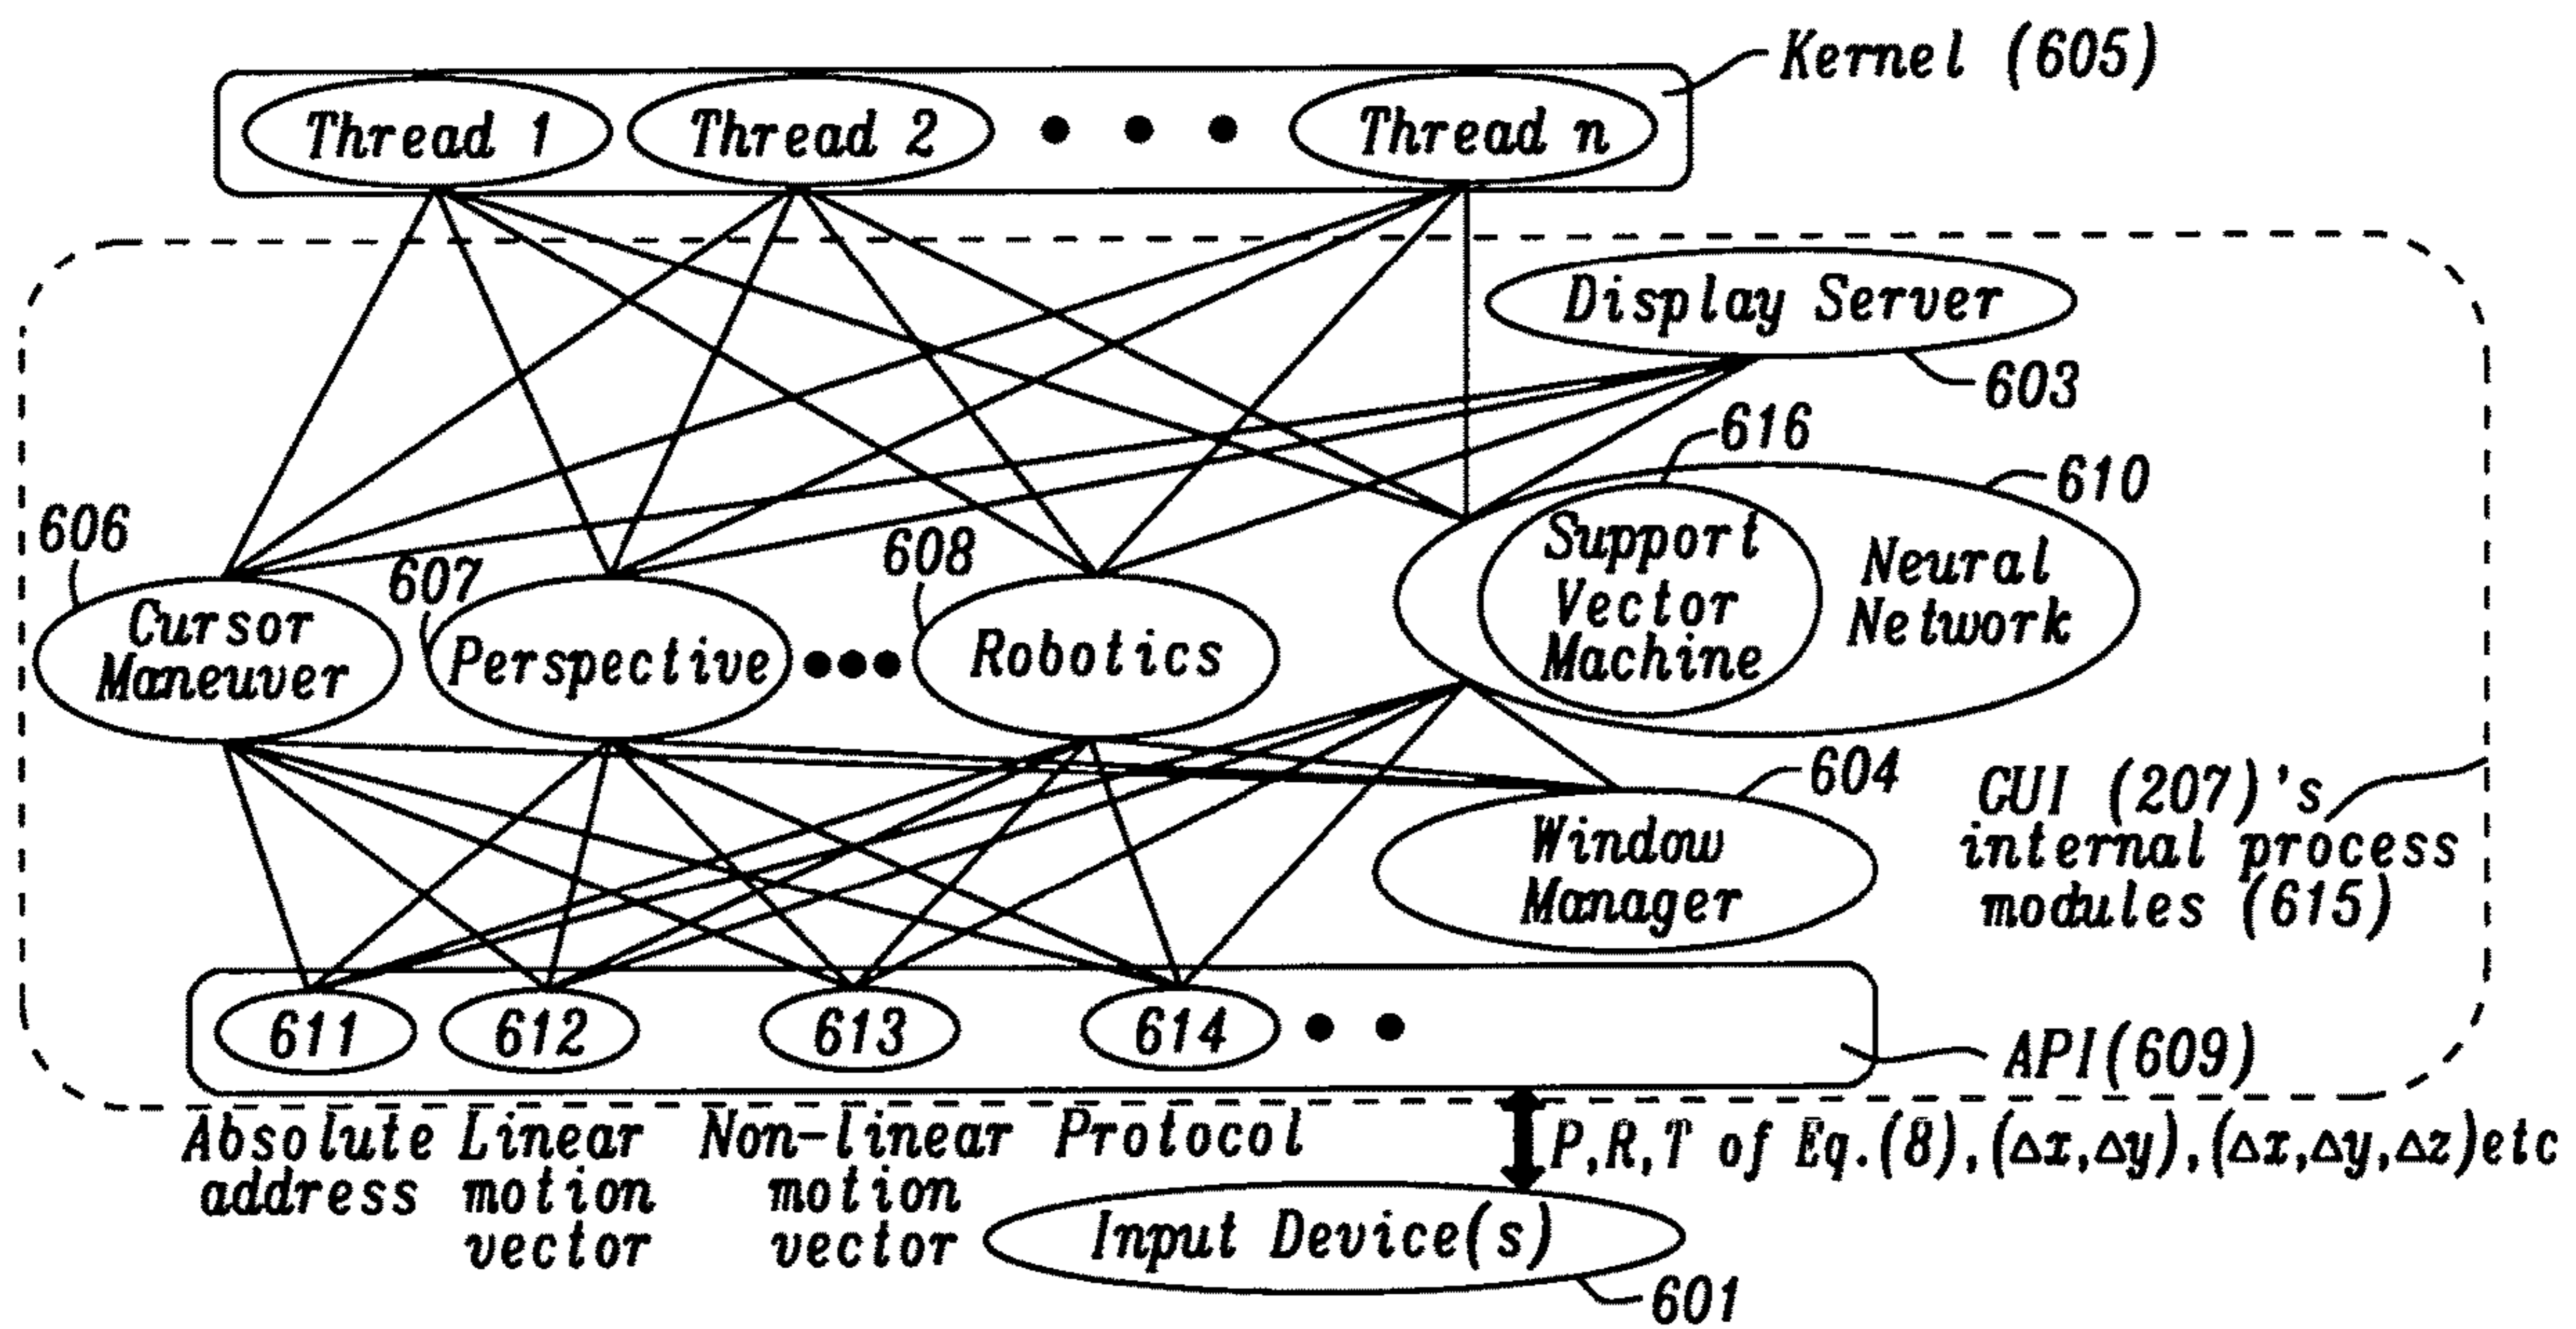 Kernel (605)
Thread 1
Thread 2
Thread n
Display Server
603
616
610
606
607
608
Support
Vector
Machine
Neural
Network
Cursor
Maneuver
Perspective
Robotics
604
Window
Manager
CUI (207)'s
internal process
modules (615)
611
612
613
614
API(609)
Absolute
address
Linear
motion
vector
Non-linear
motion
vector
Protocol
P,R,T of Eq.(8),(Δx,Δy),(Δx,Δy,Δz)etc
Input Device(s)
601